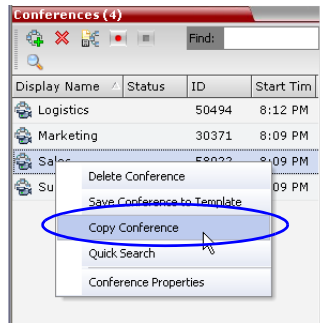 Conferences (4)
Find:
Display Name Status ID Start Tim
Logistics 50494 8:12 PM
Marketing 30371 8:09 PM
Sales 8:09 PM
Su 09 PM
Delete Conference
Save Conference to Template
Copy Conference
Quick Search
Conference Properties